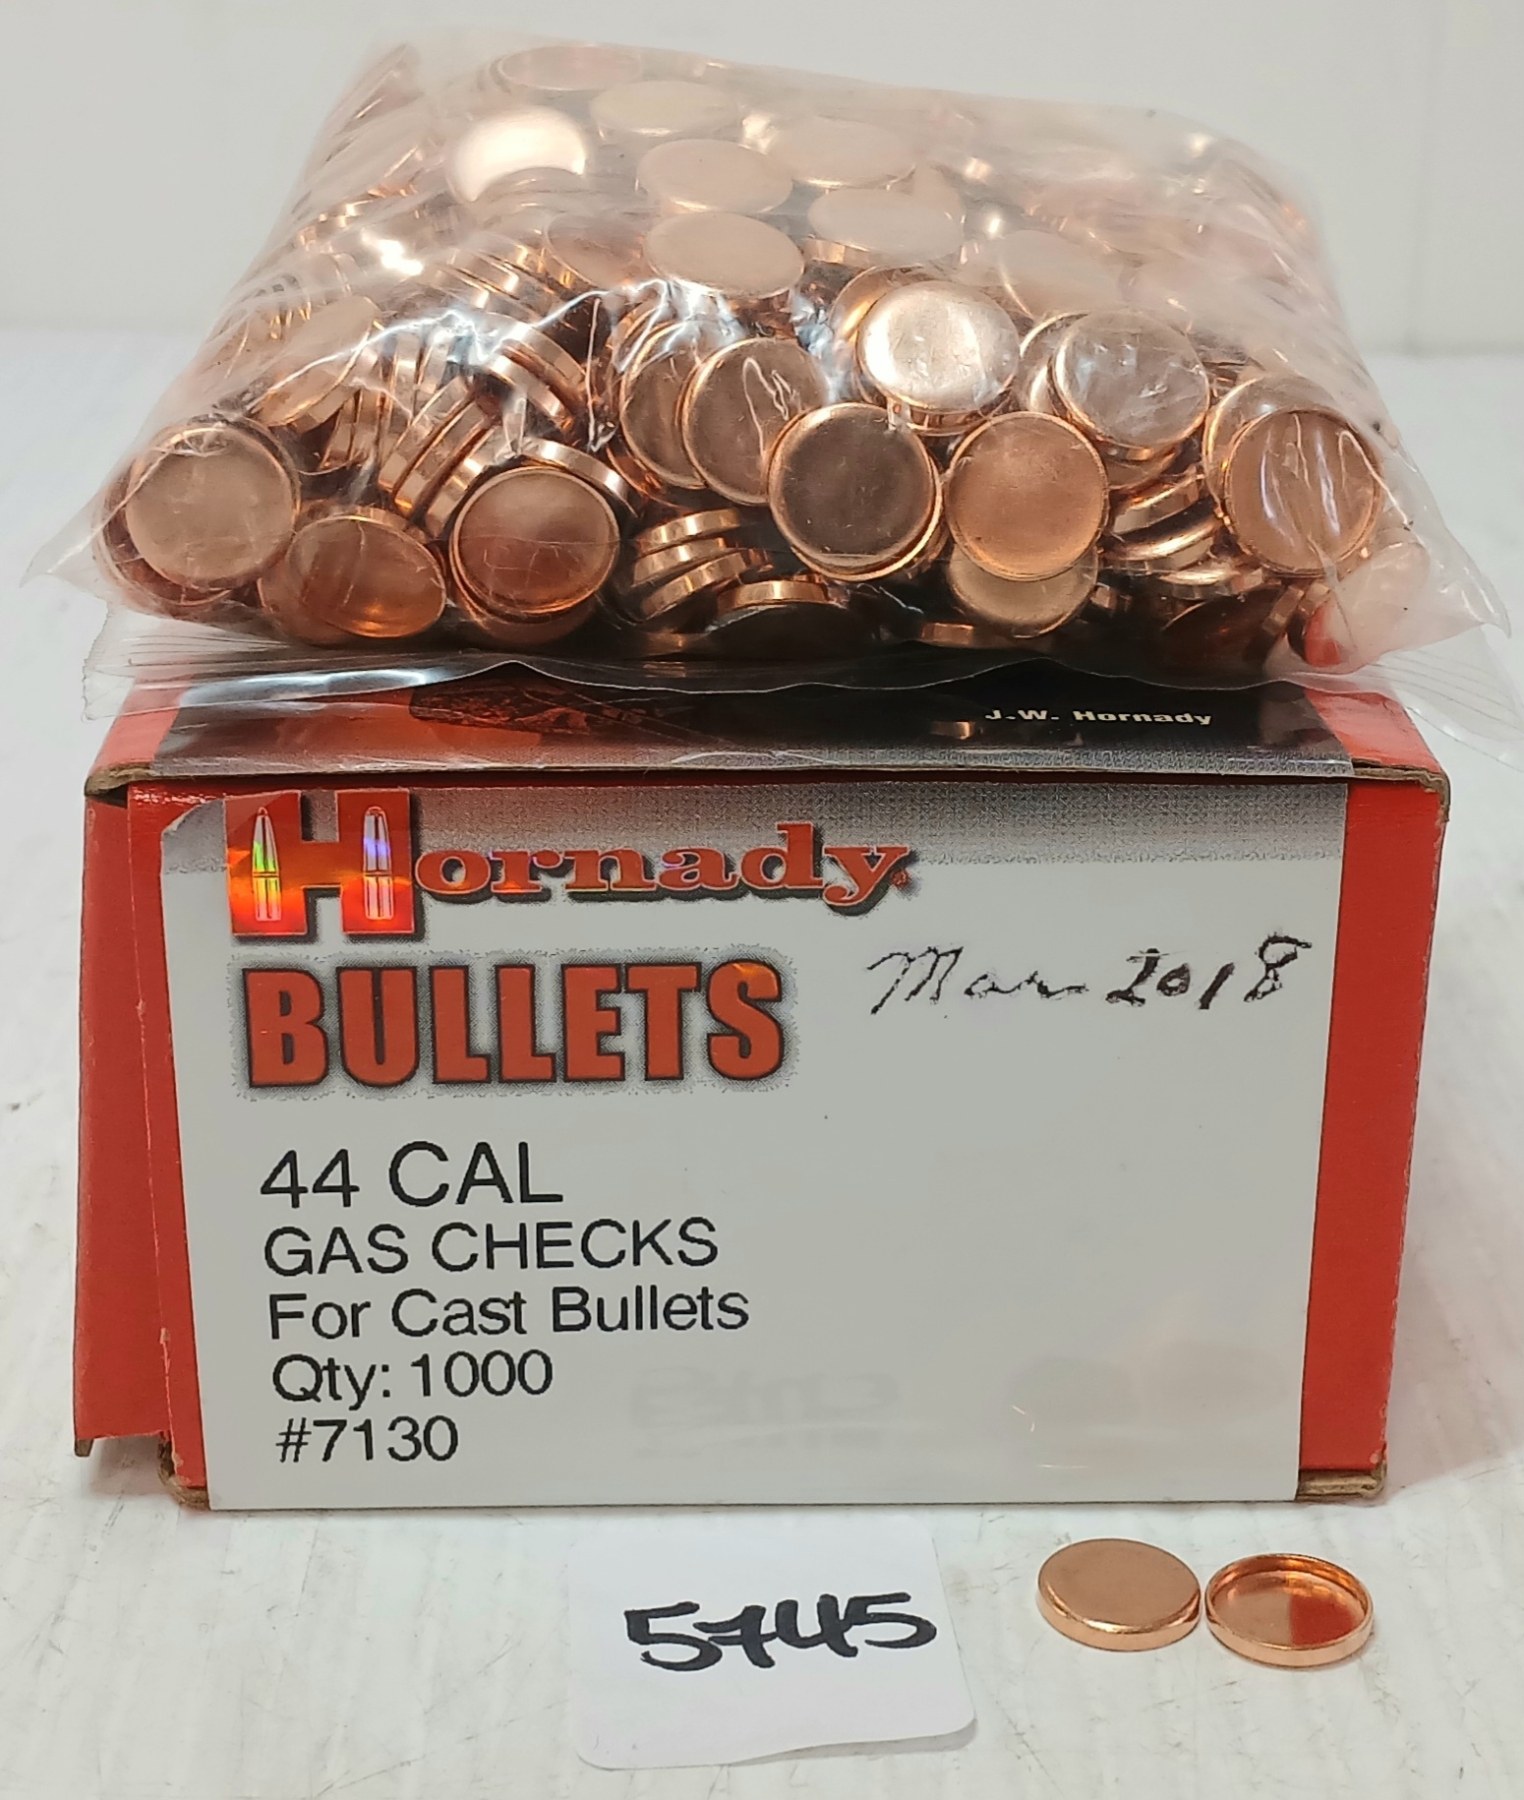 J.W. Hornady
Hornady®
BULLETS
Mar 2018
44 CAL
GAS CHECKS
For Cast Bullets
Qty: 1000
#7130
5745